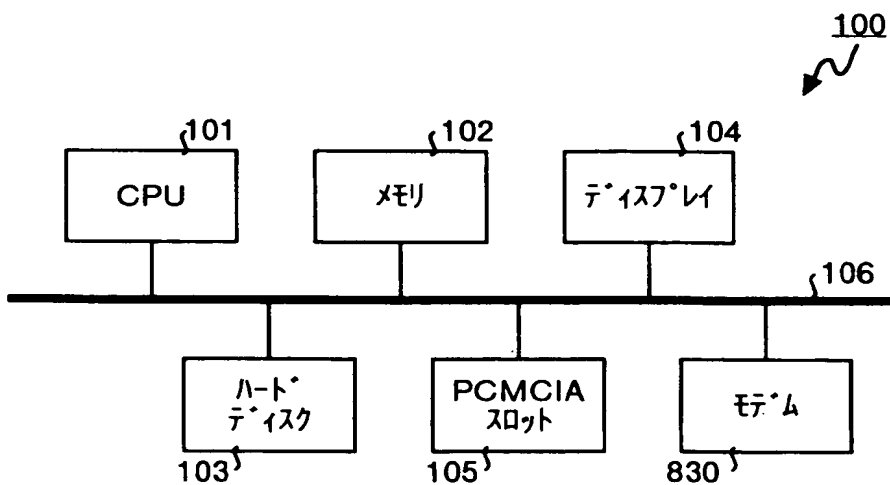 100
101
102
104
CPU
メモリ
ディスプレイ
106
ハード
ディスク
PCMCIA
スロット
モデム
103
105
830